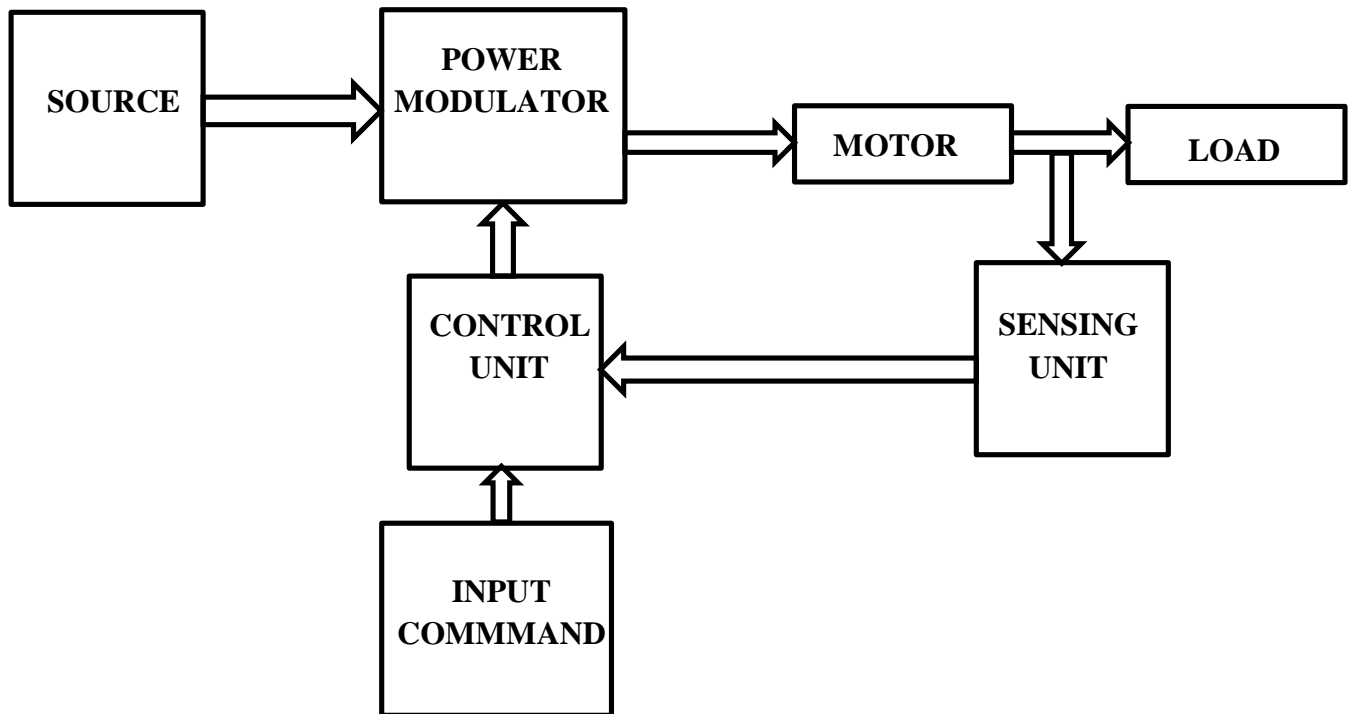 SOURCE
POWER
MODULATOR
MOTOR
LOAD
CONTROL
UNIT
SENSING
UNIT
INPUT
COMMMAND